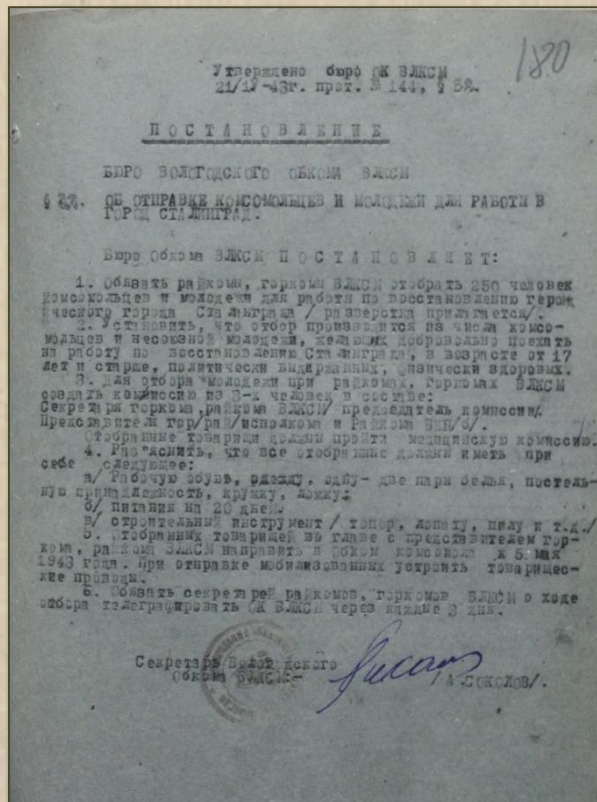 180
Утверждено бюро ОК ВЛКСМ
21/IУ-43г. прот. № 144, §
ПОСТАНОВЛЕНИЕ
БЮРО ВОЛОГОДСКОГО ОБКОМА ВЛКСМ
§ ОБ ОТПРАВКЕ КОМСОМОЛЬЦЕВ И МОЛОДЕЖИ ДЛЯ РАБОТЫ В
ГОРОД СТАЛИНГРАД.
Бюро Обкома ВЛКСМ ПОСТАНОВЛЯЕТ:
1. Обязать райкомы, горкомы ВЛКСМ отобрать 250 человек
комсомольцев и молодежи для работы по восстановлению герои
ческого города Сталинграда / разверстка прилагается/.
2. Установить, что отбор производится из числа комсо-
мольцев и несоюзной молодежи, желающих добровольно поехать
на работу по восстановлению Сталинграда, в возрасте от 17
лет и старше, политически выдержанных, физически здоровых.
3. Для отбора молодежи при райкомах, горкомах ВЛКСМ
создать комиссию из 3-х человек в составе:
Секретаря горкома, райкома ВЛКСМ/ председатель комиссии/.
Представителя гор/рай/исполкома и Райкома ВКП/б/.
Отобранные товарищи должны пройти медицинскую комиссию.
4. Раз"яснить, что все отобранные должны иметь при
себе следующее:
а/ Рабочую обувь, одежду, одну- две пары белья, постель-
ную принадлежность, кружку, ложку;
б/ питания на 20 дней.
в/ строительный инструмент / топор, лопату, пилу и т.д./
5. Отобранных товарищей во главе с представителем гор-
кома, райкома ВЛКСМ направить в Обком комсомола к 5 мая
1943 года. При отправке мобилизованных устроить товарищес-
кие проводы.
6. Обязать секретарей райкомов, горкомов ВЛКСМ о ходе
отбора телеграфировать ОК ВЛКСМ через каждые 3 дня.
Секретарь Вологодского
Обкома ВЛКСМ:- /А.СОКОЛОВ/.